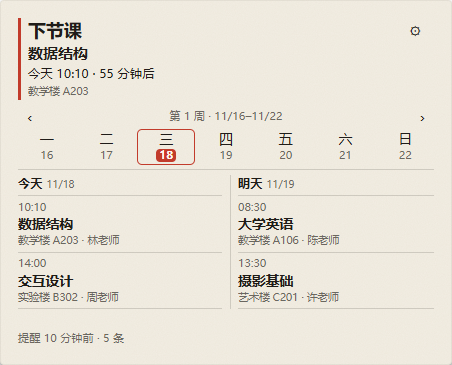 下节课
数据结构
今天 10:10 · 55 分钟后
教学楼 A203
‹ 第 1 周 · 11/16–11/22 ›
一 二 三 四 五 六 日
16 17 18 19 20 21 22
今天 11/18
10:10
数据结构
教学楼 A203 · 林老师
14:00
交互设计
实验楼 B302 · 周老师
明天 11/19
08:30
大学英语
教学楼 A106 · 陈老师
13:30
摄影基础
艺术楼 C201 · 许老师
提醒 10 分钟前 · 5 条